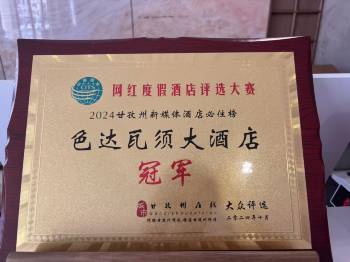 网红度假酒店评选大赛
2024甘孜州新媒体酒店必住榜
色达瓦须大酒店
冠军
甘孜州在线 大众评选
二〇二四年十月